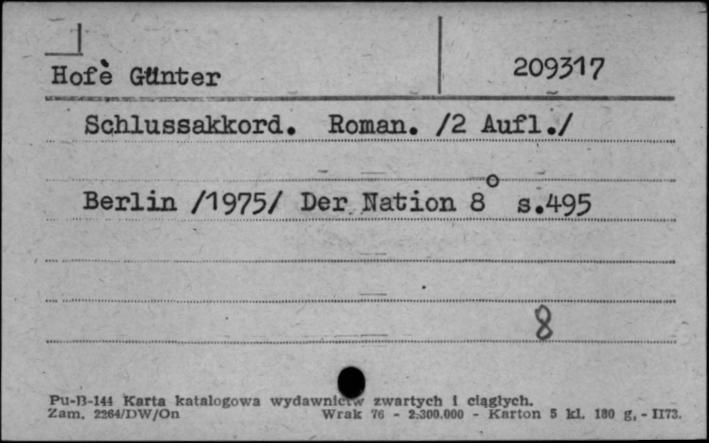 Hofè Günter 209317
Schlussakkord. Roman. /2 Aufl./
Berlin /1975/ Der Nation 8° s.495
8
Pu-B-144 Karta katalogowa wydawnictw zwartych i ciągłych.
Zam. 2264/DW/On Wrak 76 - 2.300.000 - Karton 5 kl. 180 g. - II73.